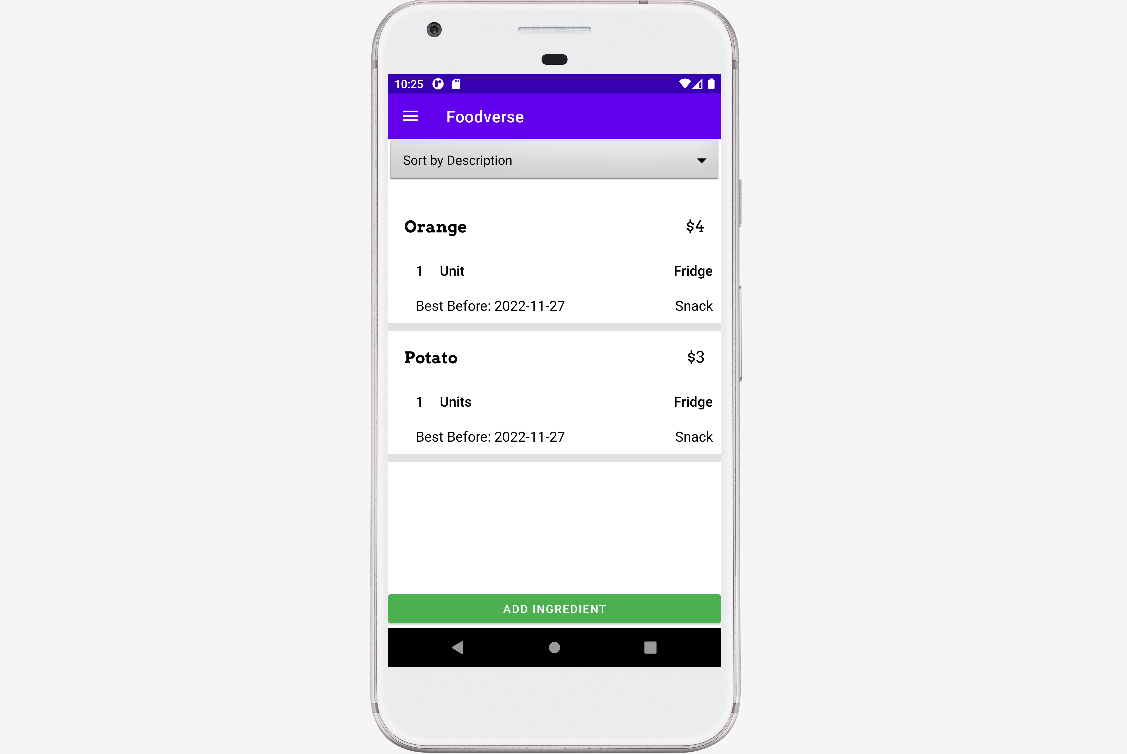 10:25
Foodverse
Sort by Description
Orange $4
1 Unit Fridge
Best Before: 2022-11-27 Snack
Potato $3
1 Units Fridge
Best Before: 2022-11-27 Snack
ADD INGREDIENT